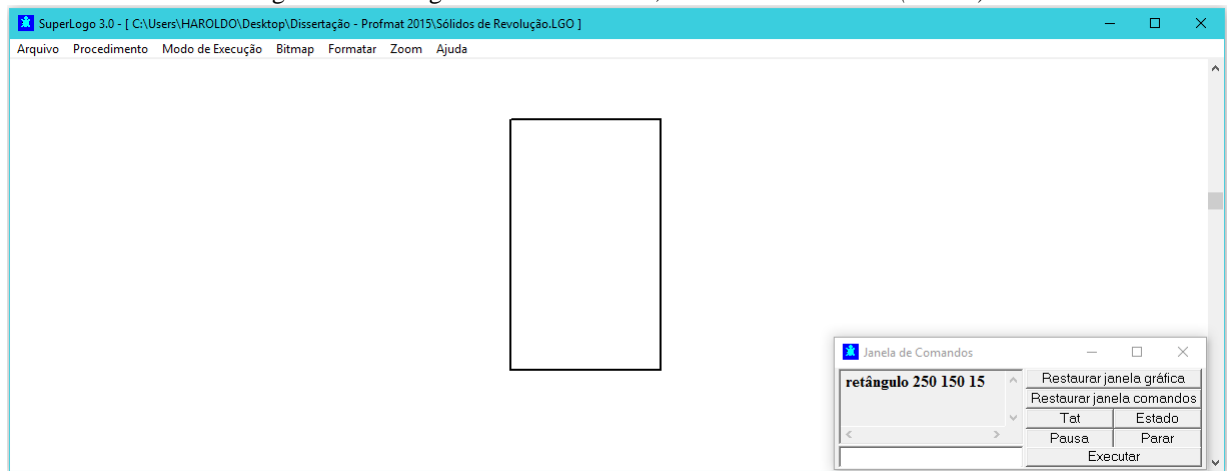 SuperLogo 3.0 - [ C:\Users\HAROLDO\Desktop\Dissertação - Profmat 2015\Sólidos de Revolução.LGO ]
Arquivo Procedimento Modo de Execução Bitmap Formatar Zoom Ajuda
Janela de Comandos
retângulo 250 150 15
Restaurar janela gráfica
Restaurar janela comandos
Tat Estado
Pausa Parar
Executar